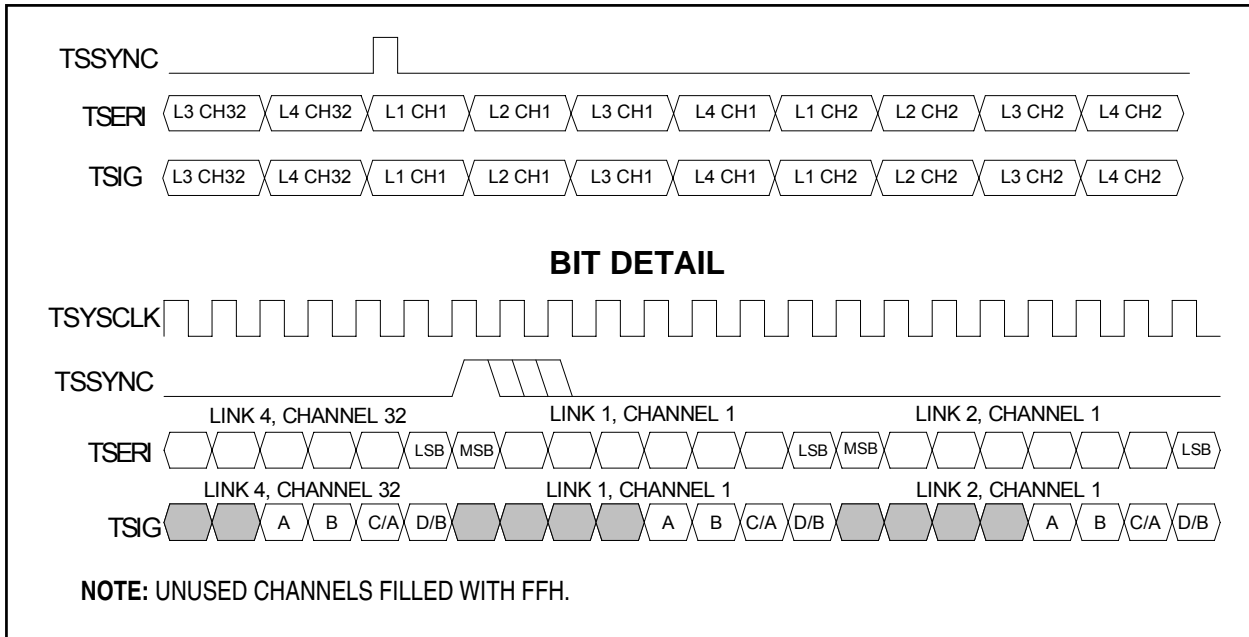 TSSYNC
TSERI L3 CH32 L4 CH32 L1 CH1 L2 CH1 L3 CH1 L4 CH1 L1 CH2 L2 CH2 L3 CH2 L4 CH2
TSIG L3 CH32 L4 CH32 L1 CH1 L2 CH1 L3 CH1 L4 CH1 L1 CH2 L2 CH2 L3 CH2 L4 CH2
BIT DETAIL
TSYSCLK
TSSYNC
LINK 4, CHANNEL 32 LINK 1, CHANNEL 1 LINK 2, CHANNEL 1
TSERI LSB MSB LSB MSB LSB
LINK 4, CHANNEL 32 LINK 1, CHANNEL 1 LINK 2, CHANNEL 1
TSIG A B C/A D/B A B C/A D/B A B C/A D/B
NOTE: UNUSED CHANNELS FILLED WITH FFH.